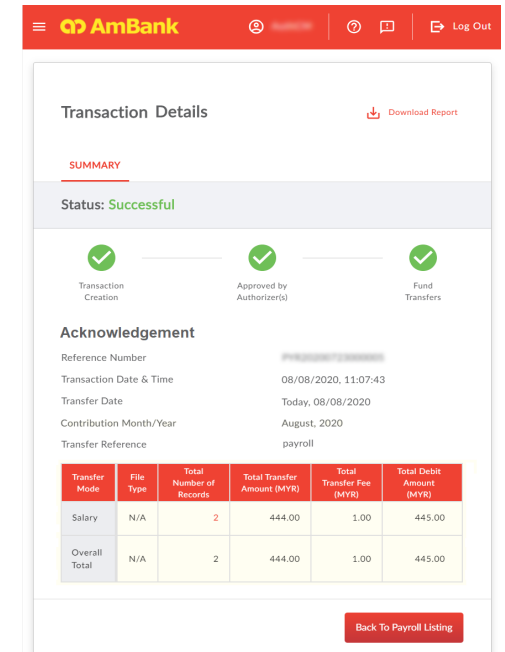 AmBank
Log Out
Transaction Details
Download Report
SUMMARY
Status: Successful
Transaction
Creation
Approved by
Authorizer(s)
Fund
Transfers
Acknowledgement
Reference Number
Transaction Date & Time 08/08/2020, 11:07:43
Transfer Date Today, 08/08/2020
Contribution Month/Year August, 2020
Transfer Reference payroll
Transfer Mode File Type Total Number of Records Total Transfer Amount (MYR) Total Transfer Fee (MYR) Total Debit Amount (MYR)
Salary N/A 2 444.00 1.00 445.00
Overall Total N/A 2 444.00 1.00 445.00
Back To Payroll Listing